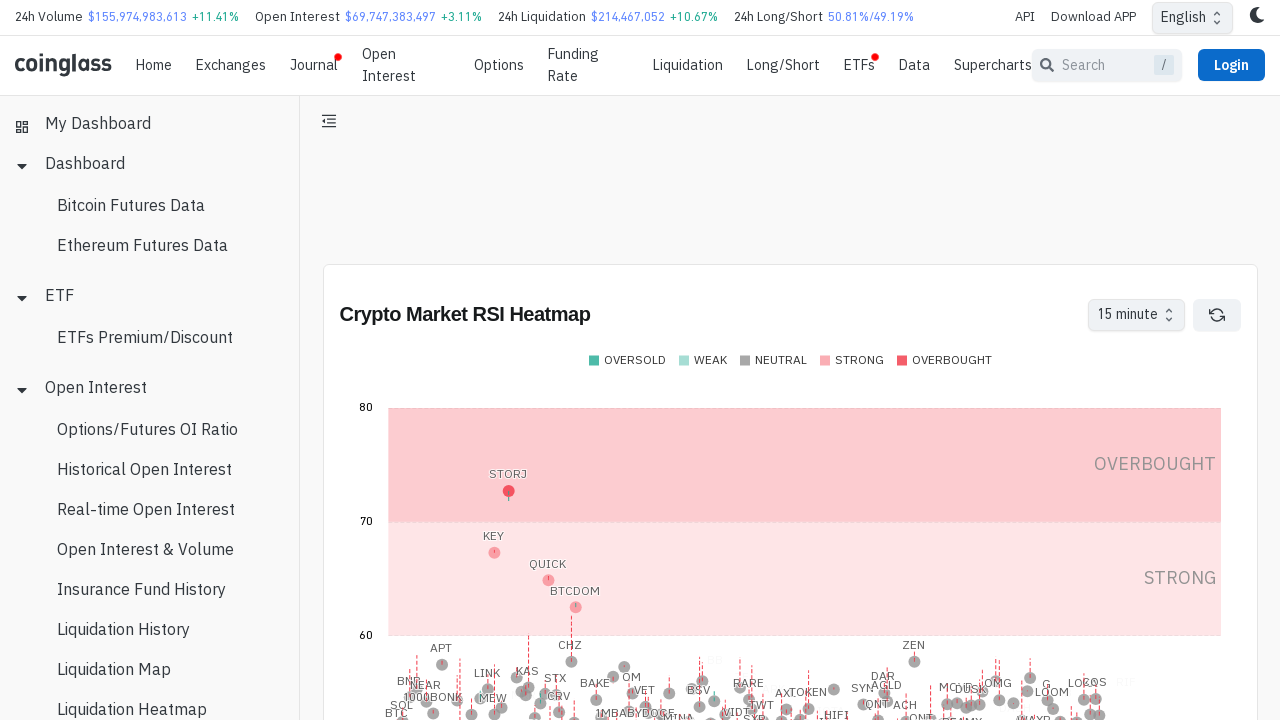 24h Volume $155,974,983,613 +11.41% Open Interest $69,747,383,497 +3.11% 24h Liquidation $214,467,052 +10.67% 24h Long/Short 50.81%/49.19% API Download APP English
coinglass Home Exchanges Journal Open Interest Options Funding Rate Liquidation Long/Short ETFs Data Supercharts Search / Login
My Dashboard
Dashboard
Bitcoin Futures Data
Ethereum Futures Data
ETF
ETFs Premium/Discount
Open Interest
Options/Futures OI Ratio
Historical Open Interest
Real-time Open Interest
Open Interest & Volume
Insurance Fund History
Liquidation History
Liquidation Map
Liquidation Heatmap
Crypto Market RSI Heatmap 15 minute
OVERSOLD WEAK NEUTRAL STRONG OVERBOUGHT
80
OVERBOUGHT
STORJ
70
KEY
QUICK
STRONG
BTCDOM
60
CHZ ZEN
APT
LINK KAS
BNB STX OM RARE DAR
NEAR BAKE VET BSV SYN AGLD OMG G LOOM
1000BONK MEW CRV AXL TOKEN
SOL TWT QNT ACH
BTC 1MBABYDOGE HIFI